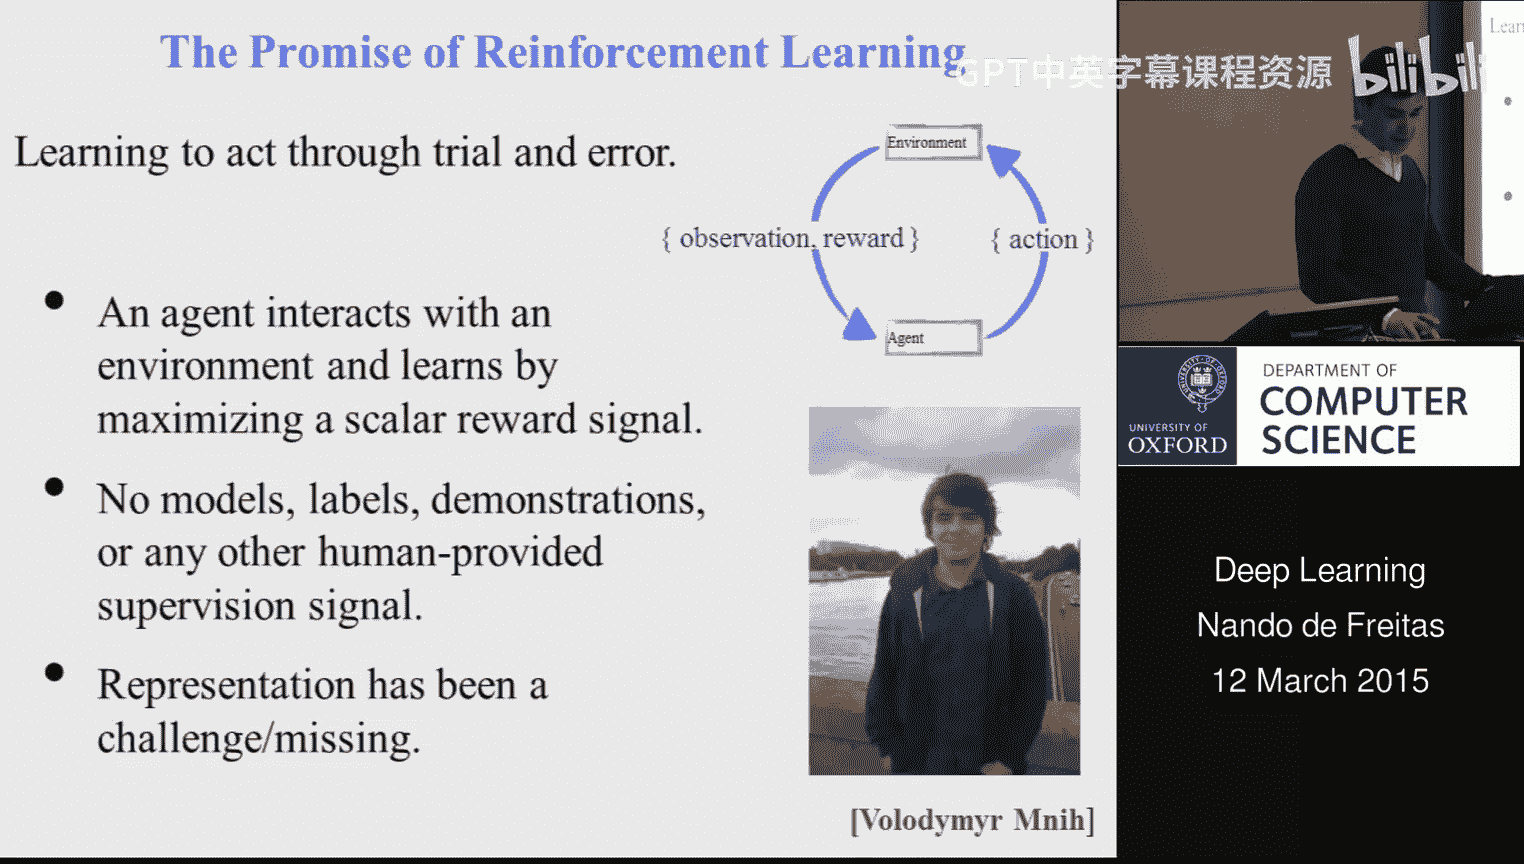 The Promise of Reinforcement Learning
GPT中英字幕课程资源 bilibili
Learning to act through trial and error.
Environment
{ observation, reward }
{ action }
Agent
• An agent interacts with an
environment and learns by
maximizing a scalar reward signal.
• No models, labels, demonstrations,
or any other human-provided
supervision signal.
• Representation has been a
challenge/missing.
[Volodymyr Mnih]
Lear
UNIVERSITY OF
OXFORD
DEPARTMENT OF
COMPUTER
SCIENCE
Deep Learning
Nando de Freitas
12 March 2015